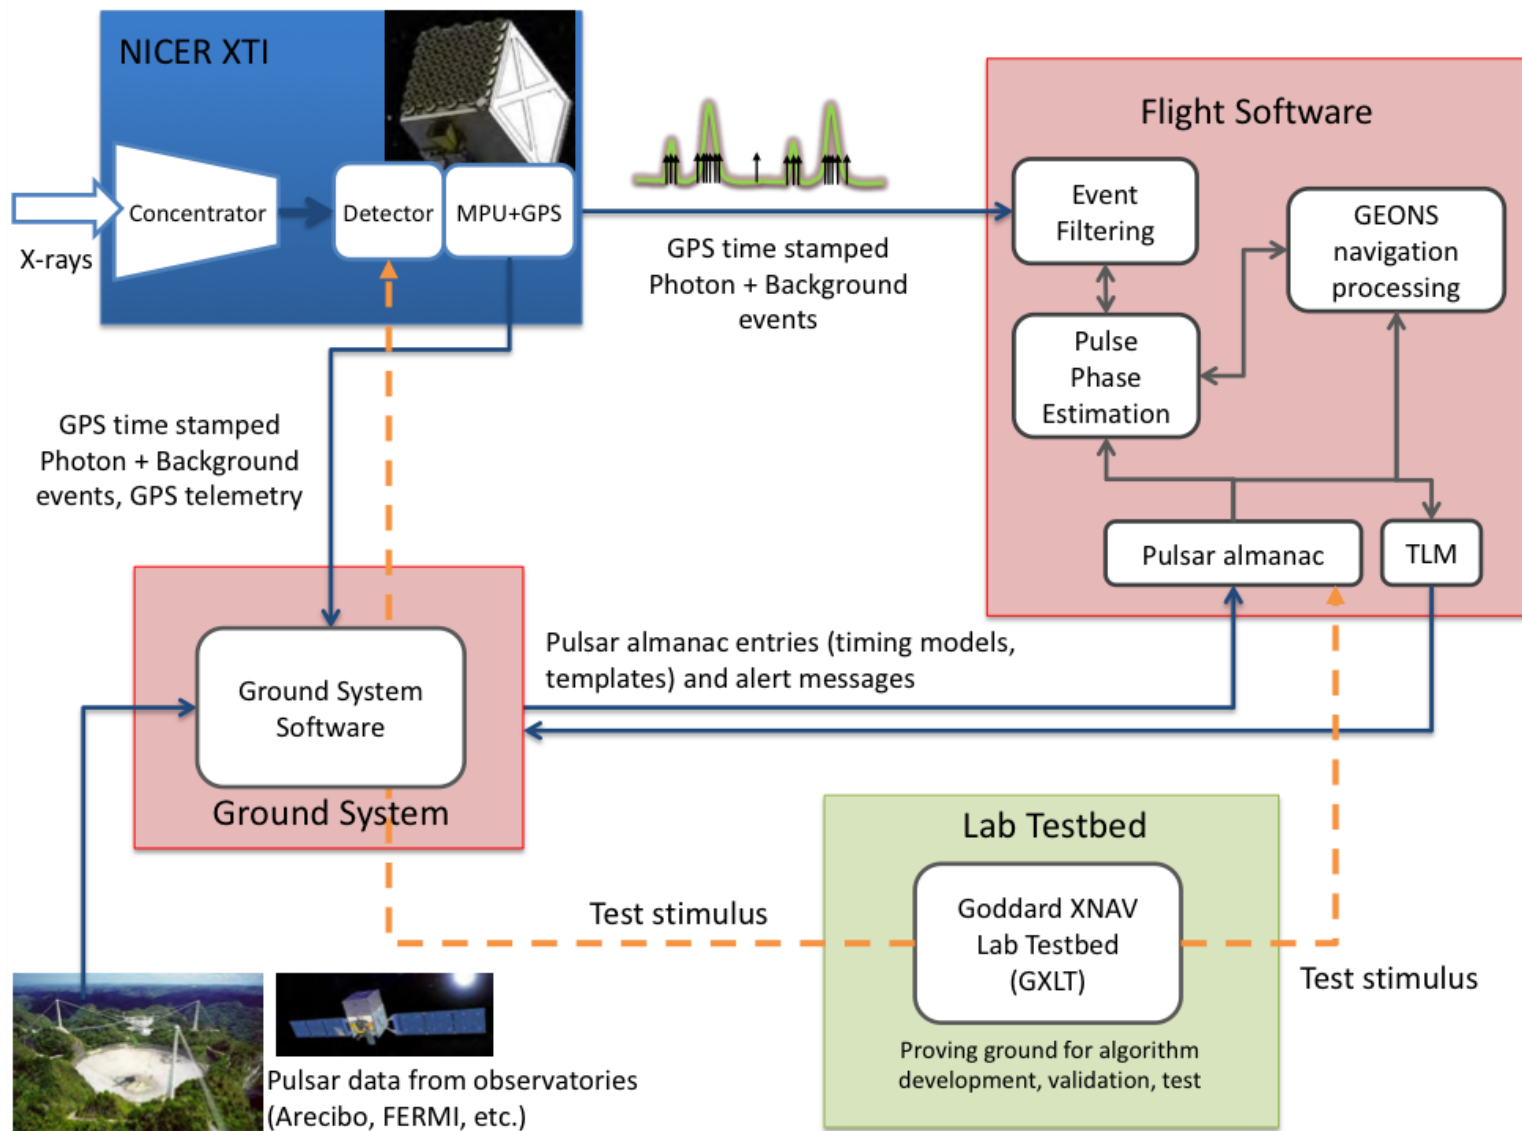 NICER XTI
X-rays
Concentrator
Detector
MPU+GPS
GPS time stamped
Photon + Background
events
Flight Software
Event
Filtering
GEONS
navigation
processing
Pulse
Phase
Estimation
Pulsar almanac
TLM
GPS time stamped
Photon + Background
events, GPS telemetry
Ground System
Software
Ground System
Pulsar almanac entries (timing models,
templates) and alert messages
Lab Testbed
Goddard XNAV
Lab Testbed
(GXLT)
Proving ground for algorithm
development, validation, test
Test stimulus
Test stimulus
Pulsar data from observatories
(Arecibo, FERMI, etc.)